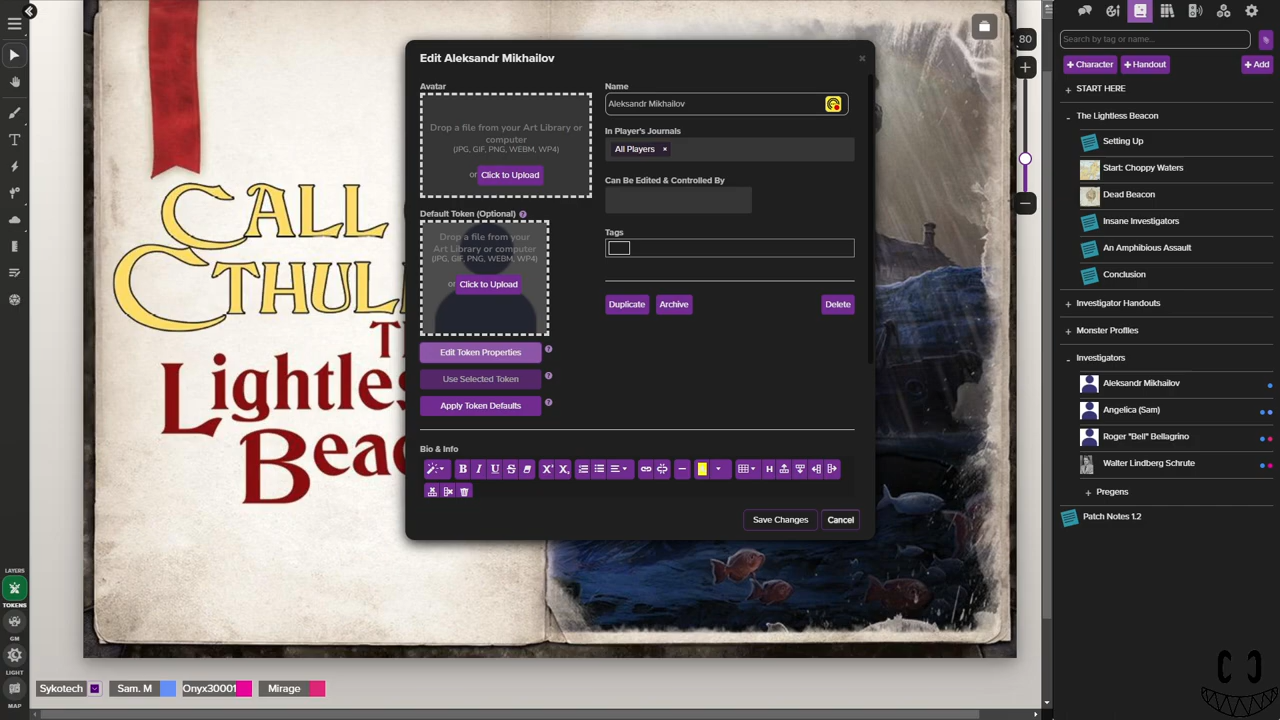 CALL
CTHUL
T
Lightles
Beac
LAYERS
TOKENS
GM
LIGHT
MAP
Edit Aleksandr Mikhailov
×
Avatar
Drop a file from your Art Library or
computer
(JPG, GIF, PNG, WEBM, WP4)
or Click to Upload
Default Token (Optional) ?
Drop a file from your
Art Library or computer
(JPG, GIF, PNG, WEBM, WP4)
or Click to Upload
Edit Token Properties ?
Use Selected Token ?
Apply Token Defaults ?
Name
Aleksandr Mikhailov
In Player's Journals
All Players ×
Can Be Edited & Controlled By
Tags
Duplicate Archive Delete
Bio & Info
B I U S X X H
Save Changes Cancel
80
Search by tag or name...
+ Character + Handout + Add
+ START HERE
- The Lightless Beacon
Setting Up
Start: Choppy Waters
Dead Beacon
Insane Investigators
An Amphibious Assault
Conclusion
+ Investigator Handouts
+ Monster Profiles
- Investigators
Aleksandr Mikhailov
Angelica (Sam)
Roger "Bell" Bellagrino
Walter Lindberg Schrute
+ Pregens
Patch Notes 1.2
Sykotech Sam. M Onyx30001 Mirage